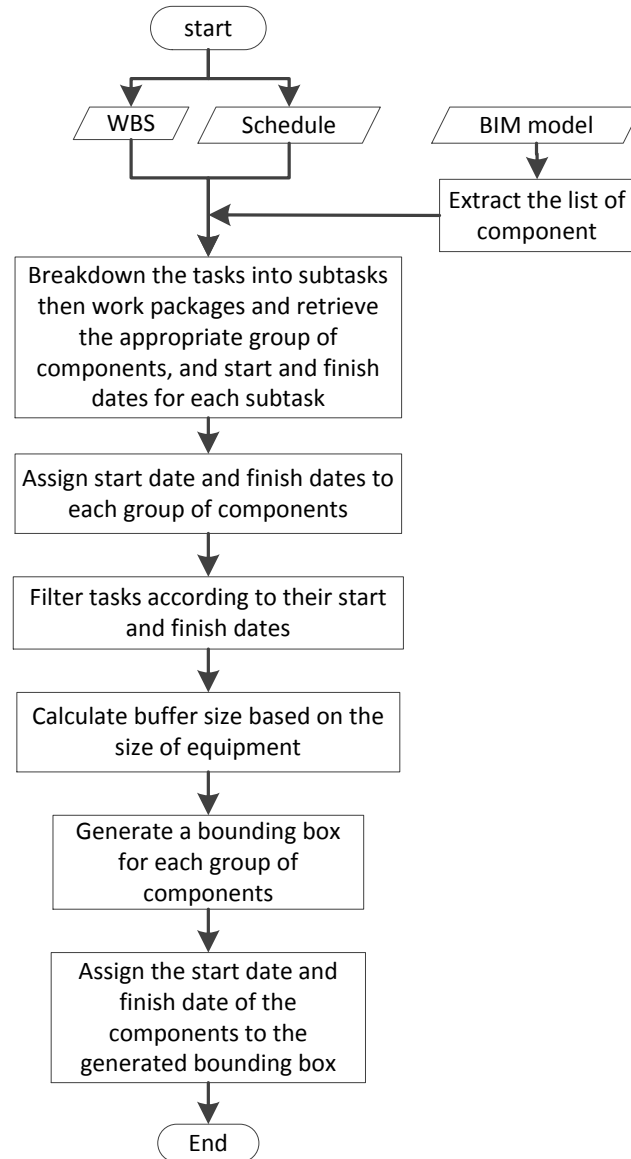 start
WBS
Schedule
BIM model
Extract the list of
component
Breakdown the tasks into subtasks
then work packages and retrieve
the appropriate group of
components, and start and finish
dates for each subtask
Assign start date and finish dates to
each group of components
Filter tasks according to their start
and finish dates
Calculate buffer size based on the
size of equipment
Generate a bounding box
for each group of
components
Assign the start date and
finish date of the
components to the
generated bounding box
End